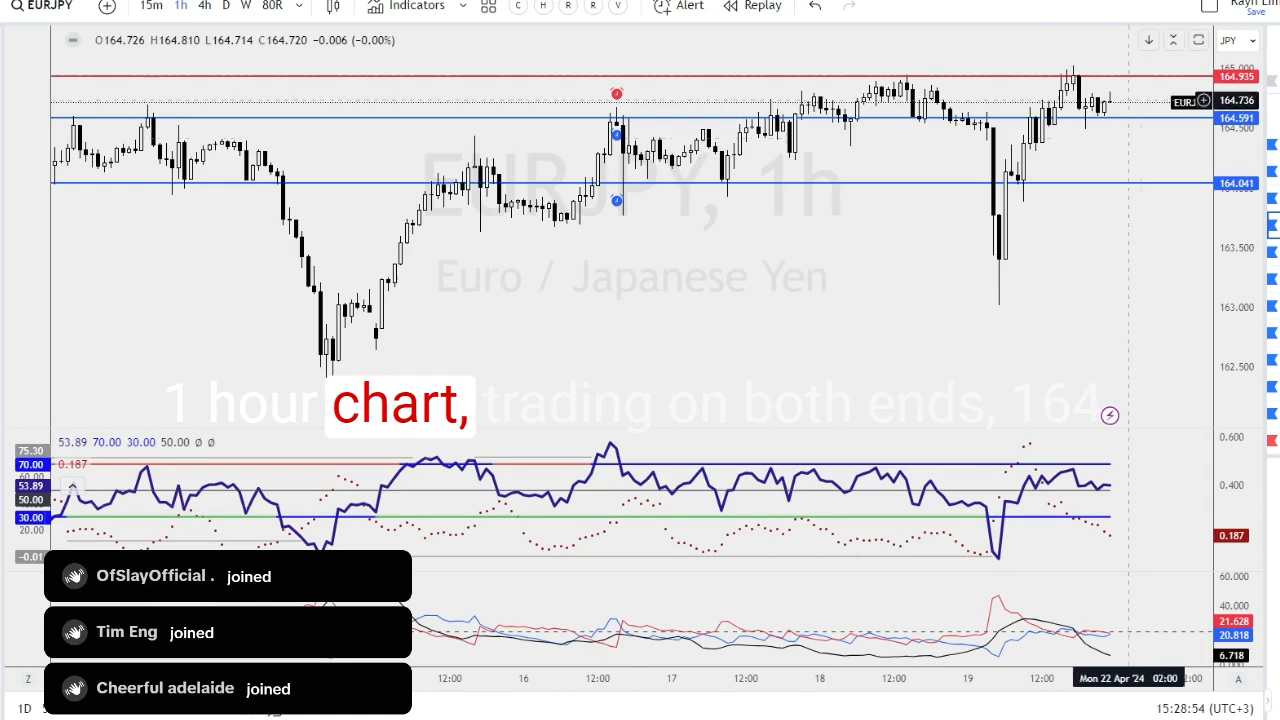 EURJPY 15m 1h 4h D W 80R Indicators C H R R V Alert Replay
Save
O164.726 H164.810 L164.714 C164.720 −0.006 (−0.00%)
JPY
165.000
164.935
164.736
164.591
164.500
164.041
163.500
163.000
162.500
EURJPY, 1h
Euro / Japanese Yen
1 hour chart, trading on both ends, 164
53.89 70.00 30.00 50.00 ø ø
0.187
75.30
70.00
53.89
50.00
30.00
20.00
−0.01
0.600
0.400
0.187
OfSlayOfficial . joined
Tim Eng joined
Cheerful adelaide joined
60.000
40.000
21.628
20.818
6.718
Z 12:00 16 12:00 17 12:00 18 12:00 19 12:00 Mon 22 Apr '24 02:00 A
1D 15:28:54 (UTC+3)